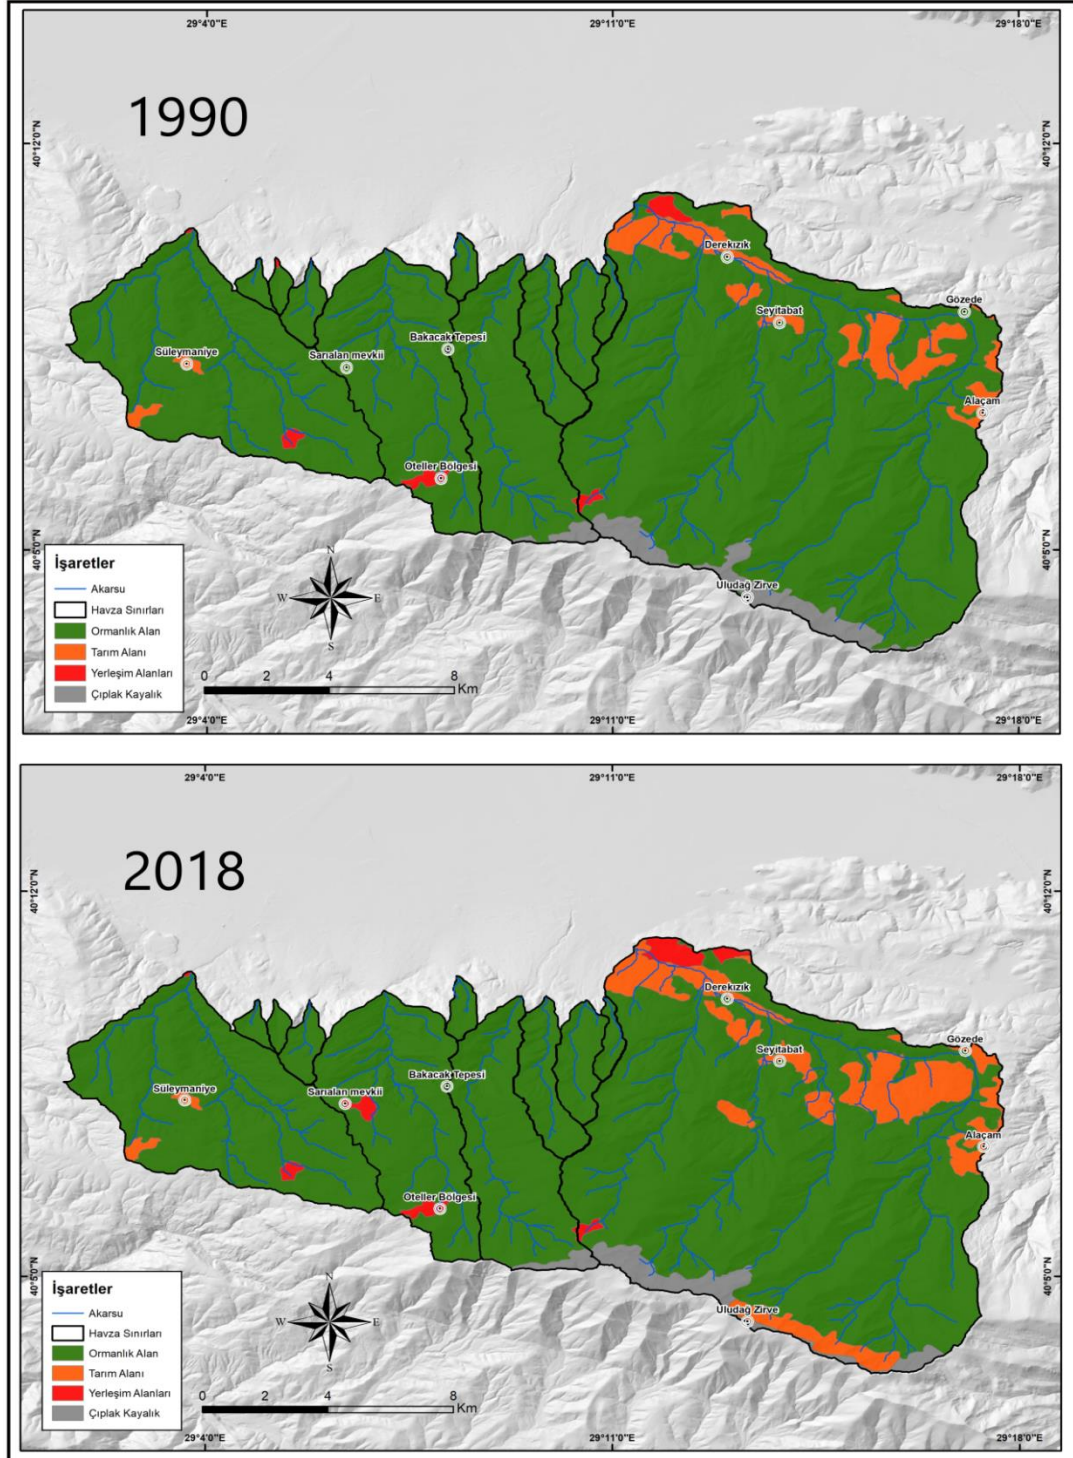 29°4'0"E 29°11'0"E 29°18'0"E
1990
40°12'0"N 40°12'0"N
Derekızık
Gözede
Seyitabat
Bakacak Tepesi
Süleymaniye
Sarıalan mevkii
Alaçam
Oteller Bölgesi
40°5'0"N 40°5'0"N
Uludağ Zirve
İşaretler
Akarsu
Havza Sınırları
Ormanlık Alan
Tarım Alanı
Yerleşim Alanları
Çıplak Kayalık
N
W E
S
0 4 8
Km
29°4'0"E 29°11'0"E 29°18'0"E
29°4'0"E 29°11'0"E 29°18'0"E
2018
40°12'0"N 40°12'0"N
Derekızık
Gözede
Seyitabat
Bakacak Tepesi
Süleymaniye
Sarıalan mevkii
Alaçam
Oteller Bölgesi
40°5'0"N 40°5'0"N
Uludağ Zirve
İşaretler
Akarsu
Havza Sınırları
Ormanlık Alan
Tarım Alanı
Yerleşim Alanları
Çıplak Kayalık
N
W E
S
0 2 4 8
Km
29°4'0"E 29°11'0"E 29°18'0"E